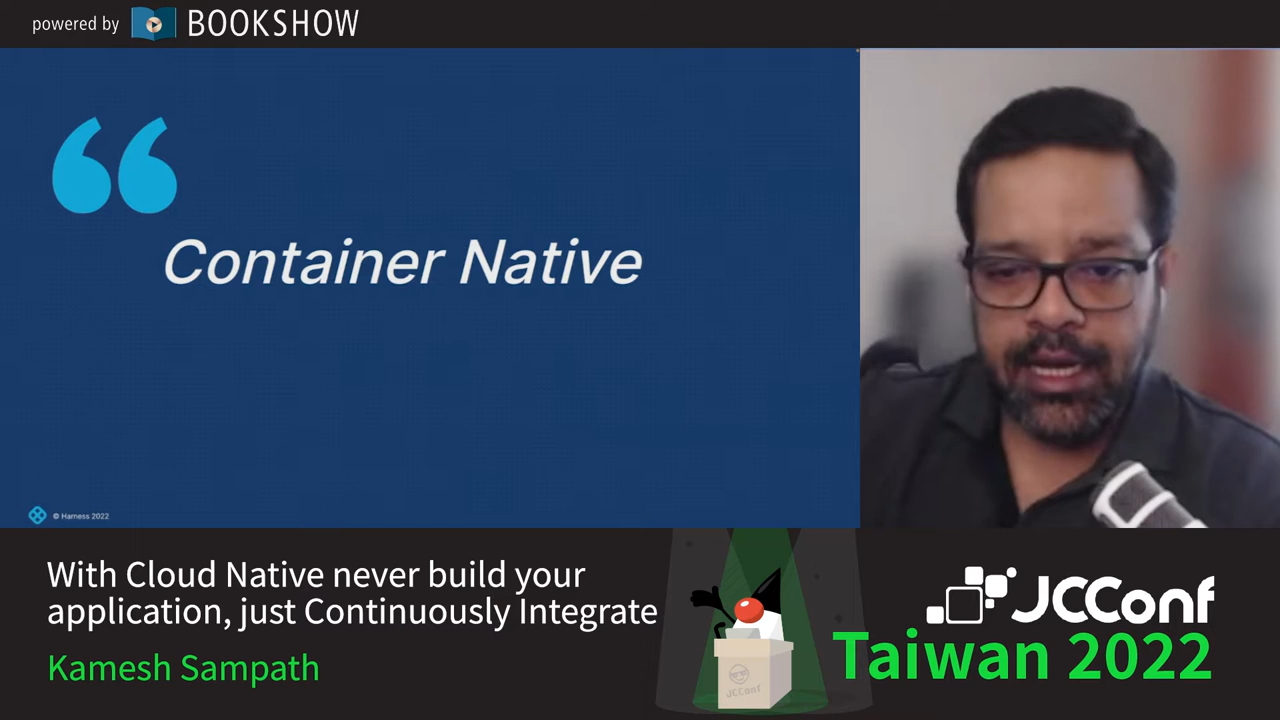 powered by BOOKSHOW
“
Container Native
© Harness 2022
With Cloud Native never build your
application, just Continuously Integrate
Kamesh Sampath
JCConf
JCConf
Taiwan 2022